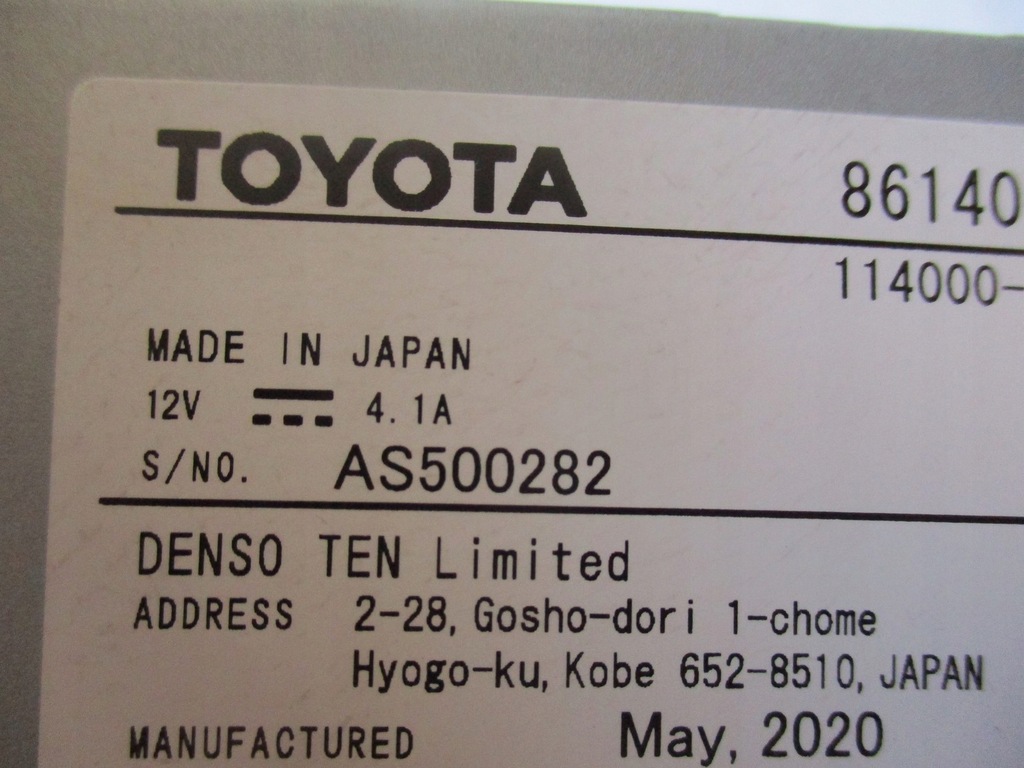 TOYOTA 86140
114000-
MADE IN JAPAN
12V 4.1A
S/NO. AS500282
DENSO TEN Limited
ADDRESS 2-28, Gosho-dori 1-chome
Hyogo-ku, Kobe 652-8510, JAPAN
MANUFACTURED May, 2020